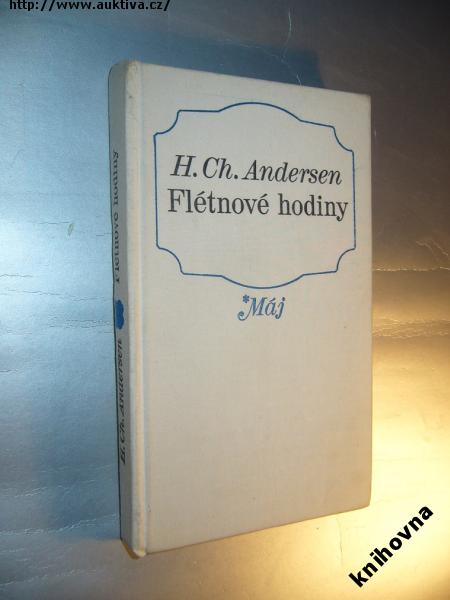 http://www.auktiva.cz/
H. Ch. Andersen
Flétnové hodiny
*Máj
H. Ch. Andersen Flétnové hodiny
knihovna